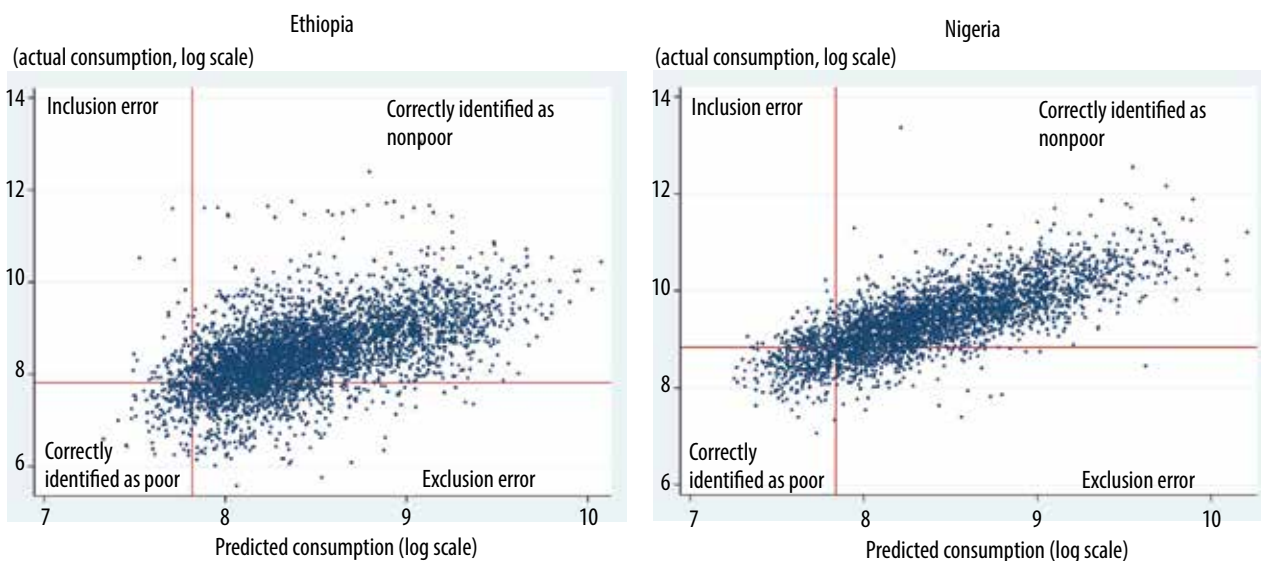 Ethiopia
(actual consumption, log scale)
14
12
10
8
6
Inclusion error
Correctly identified as
nonpoor
Correctly
identified as poor
Exclusion error
7 8 9 10
Predicted consumption (log scale)
Nigeria
(actual consumption, log scale)
14
12
10
8
6
Inclusion error
Correctly identified as
nonpoor
Correctly
identified as poor
Exclusion error
7 8 9 10
Predicted consumption (log scale)